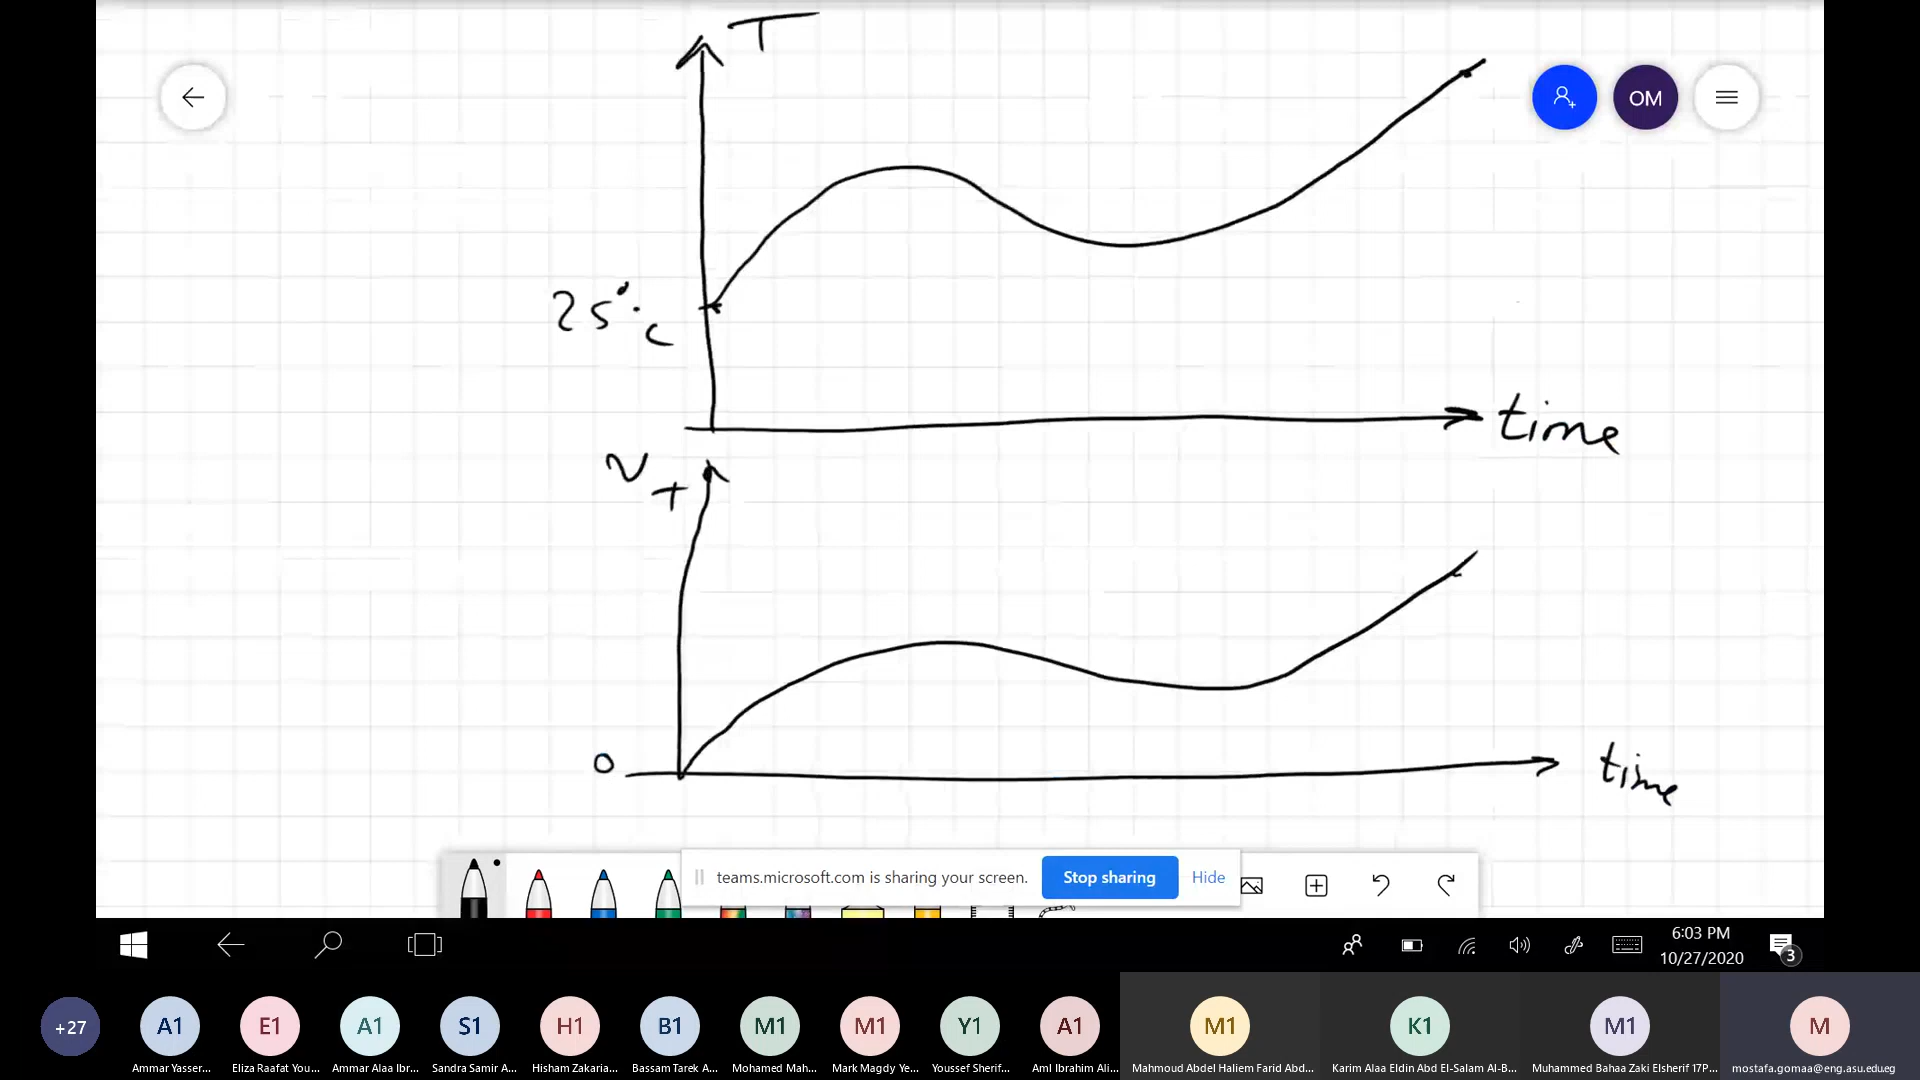 T
OM
25°C
time
v_T
0
time
teams.microsoft.com is sharing your screen.
Stop sharing
Hide
6:03 PM
10/27/2020
3
+27
A1
E1
A1
S1
H1
B1
M1
M1
Y1
A1
M1
K1
M1
M
Ammar Yasser...
Eliza Raafat You...
Ammar Alaa Ibr...
Sandra Samir A...
Hisham Zakaria...
Bassam Tarek A...
Mohamed Mah...
Mark Magdy Ye...
Youssef Sherif...
Aml Ibrahim Ali...
Mahmoud Abdel Haliem Farid Abd...
Karim Alaa Eldin Abd El-Salam Al-B...
Muhammed Bahaa Zaki Elsherif 17P...
mostafa.gomaa@eng.asu.edu.eg